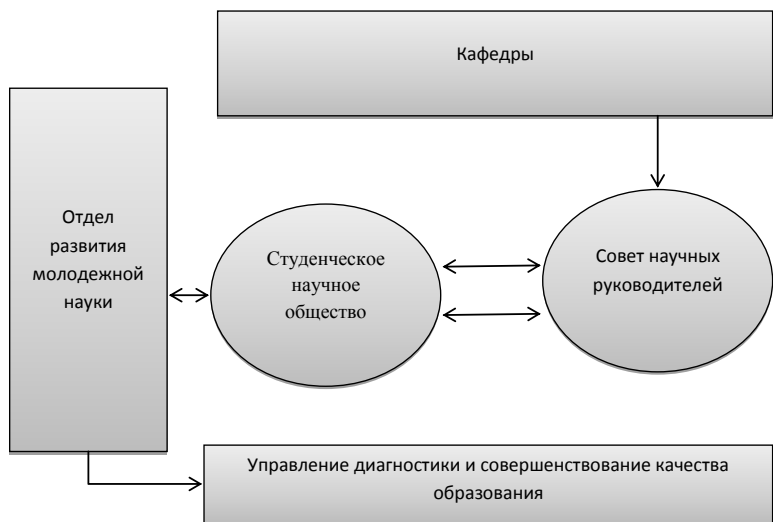 Кафедры
Отдел
развития
молодежной
науки
Студенческое
научное
общество
Совет научных
руководителей
Управление диагностики и совершенствование качества
образования